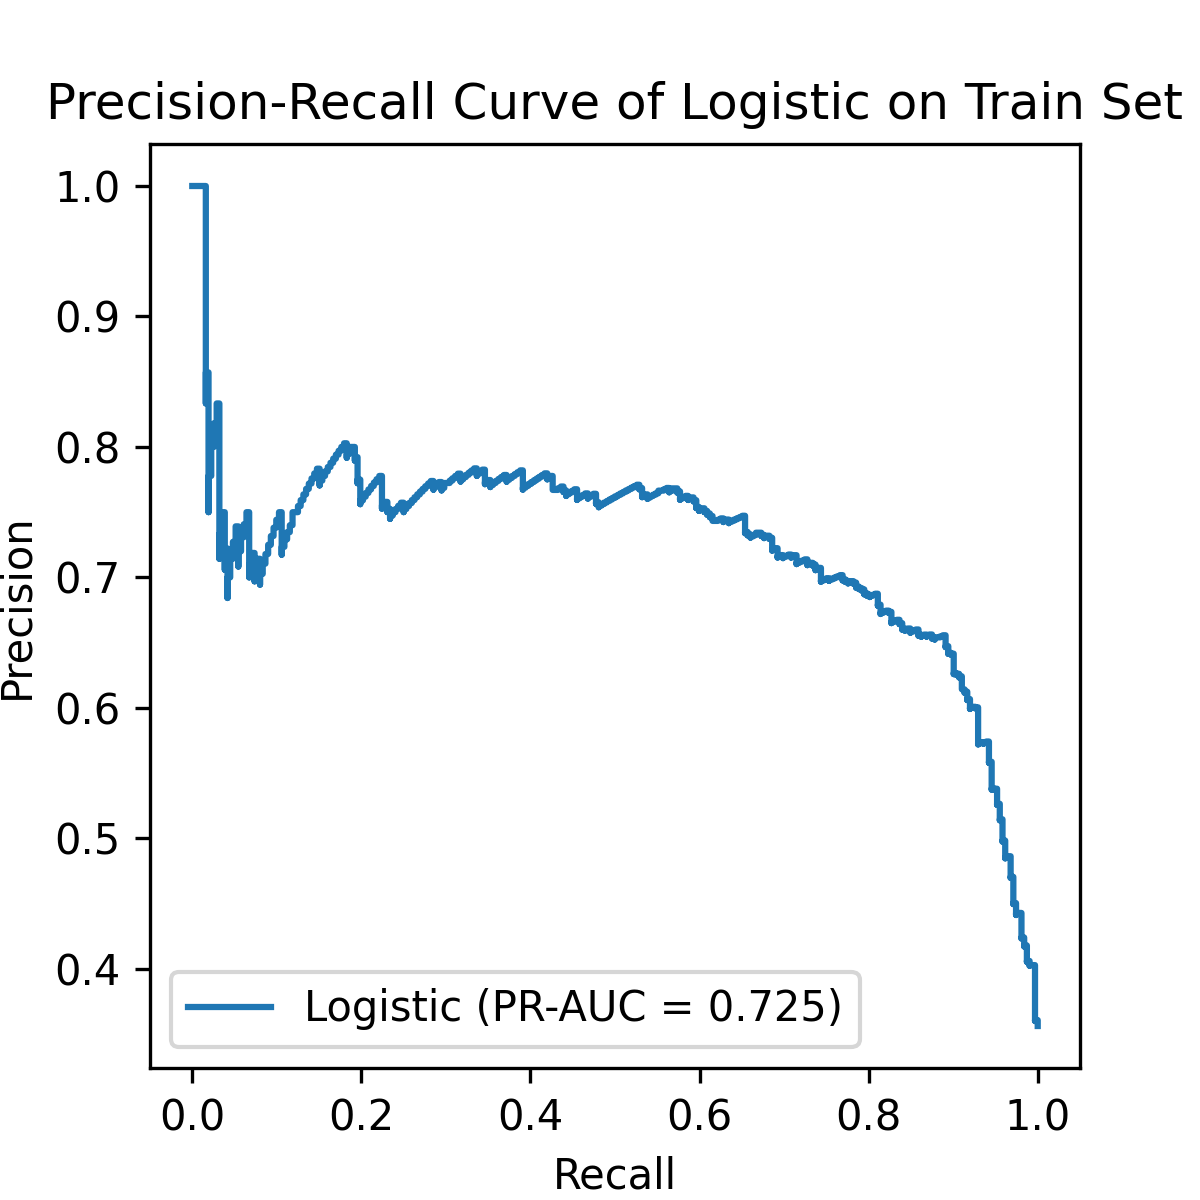 Precision-Recall Curve of Logistic on Train Set
1.0
0.9
0.8
0.7
0.6
0.5
0.4
Precision
Logistic (PR-AUC = 0.725)
0.0 0.2 0.4 0.6 0.8 1.0
Recall